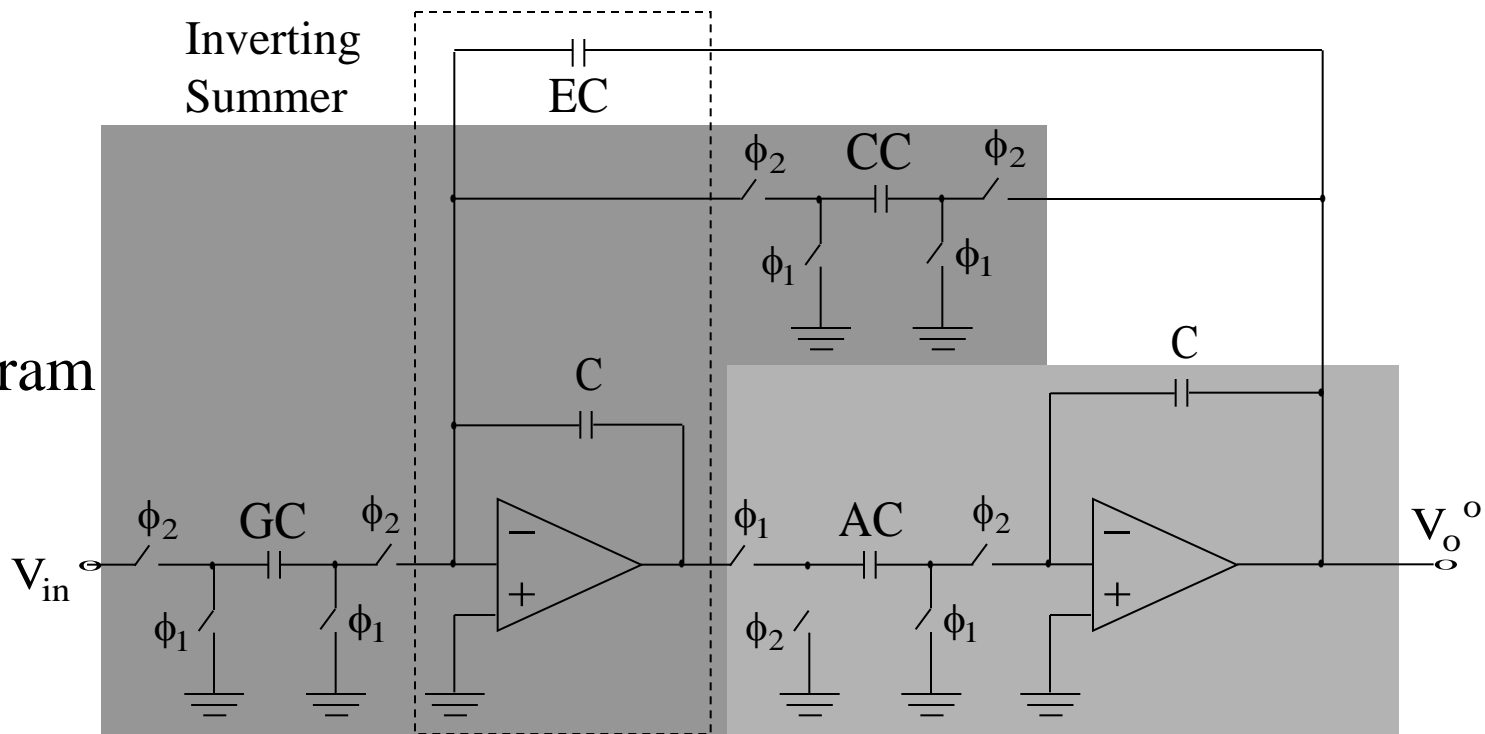 Inverting
Summer
EC
ϕ₂ CC ϕ₂
ϕ₁ ϕ₁
C
ram
C
ϕ₂ GC ϕ₂ − ϕ₁ AC ϕ₂ −
Vᵢₙ Vₒᵒ
+ +
ϕ₁ ϕ₁ ϕ₂ ϕ₁